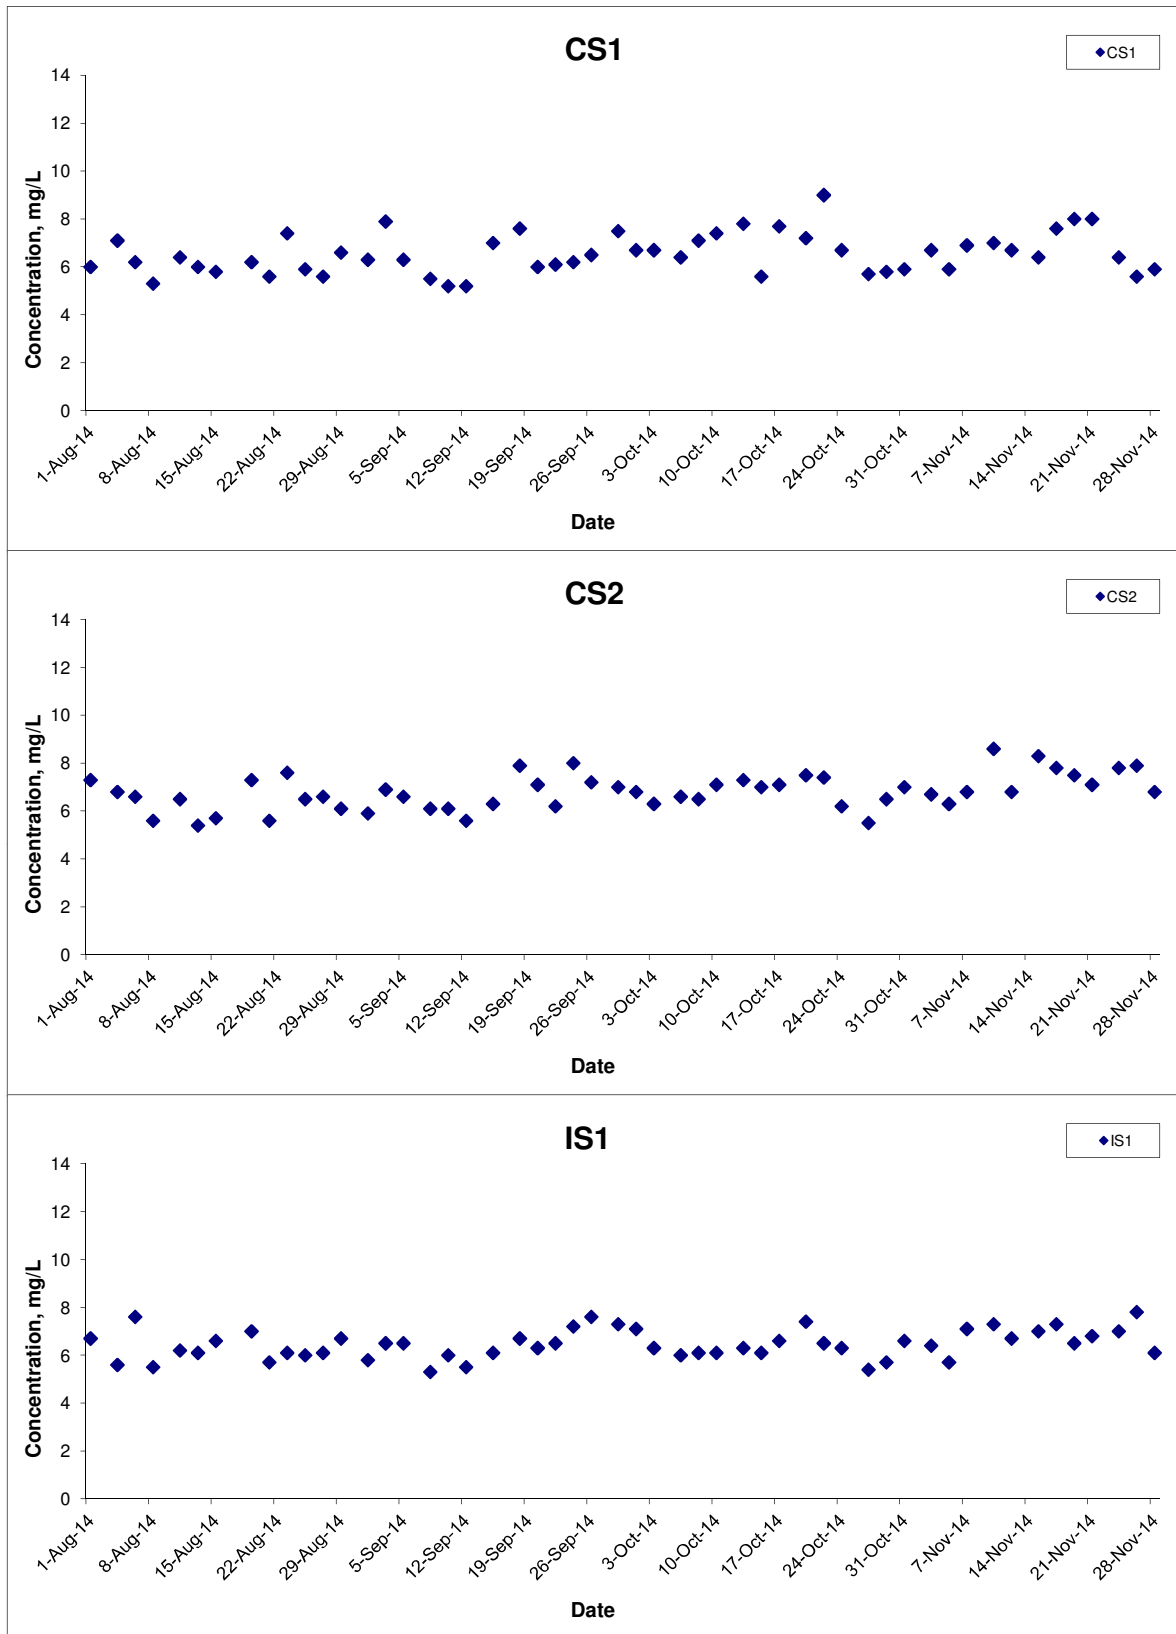 CS1
CS1
14
12
10
8
6
4
2
0
Concentration, mg/L
1-Aug-14
8-Aug-14
15-Aug-14
22-Aug-14
29-Aug-14
5-Sep-14
12-Sep-14
19-Sep-14
26-Sep-14
3-Oct-14
10-Oct-14
17-Oct-14
24-Oct-14
31-Oct-14
7-Nov-14
14-Nov-14
21-Nov-14
28-Nov-14
Date
CS2
CS2
14
12
10
8
6
4
2
0
Concentration, mg/L
1-Aug-14
8-Aug-14
15-Aug-14
22-Aug-14
29-Aug-14
5-Sep-14
12-Sep-14
19-Sep-14
26-Sep-14
3-Oct-14
10-Oct-14
17-Oct-14
24-Oct-14
31-Oct-14
7-Nov-14
14-Nov-14
21-Nov-14
28-Nov-14
Date
IS1
IS1
14
12
10
8
6
4
2
0
Concentration, mg/L
1-Aug-14
8-Aug-14
15-Aug-14
22-Aug-14
29-Aug-14
5-Sep-14
12-Sep-14
19-Sep-14
26-Sep-14
3-Oct-14
10-Oct-14
17-Oct-14
24-Oct-14
31-Oct-14
7-Nov-14
14-Nov-14
21-Nov-14
28-Nov-14
Date